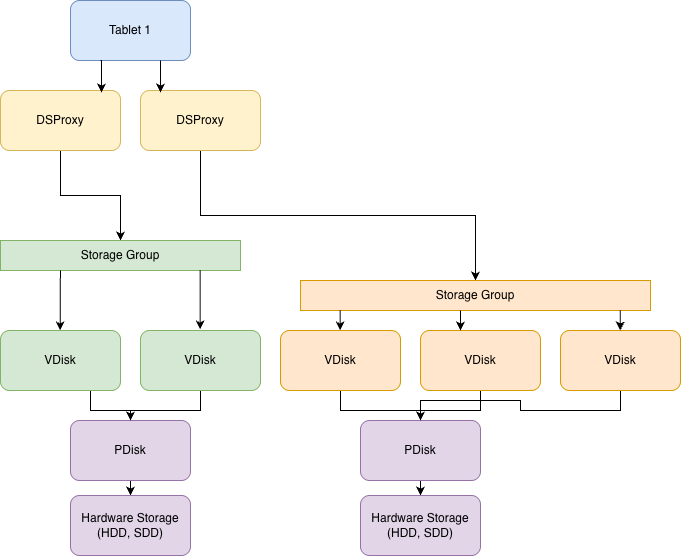 Tablet 1
DSProxy
DSProxy
Storage Group
Storage Group
VDisk
VDisk
VDisk
VDisk
VDisk
PDisk
PDisk
Hardware Storage
(HDD, SDD)
Hardware Storage
(HDD, SDD)